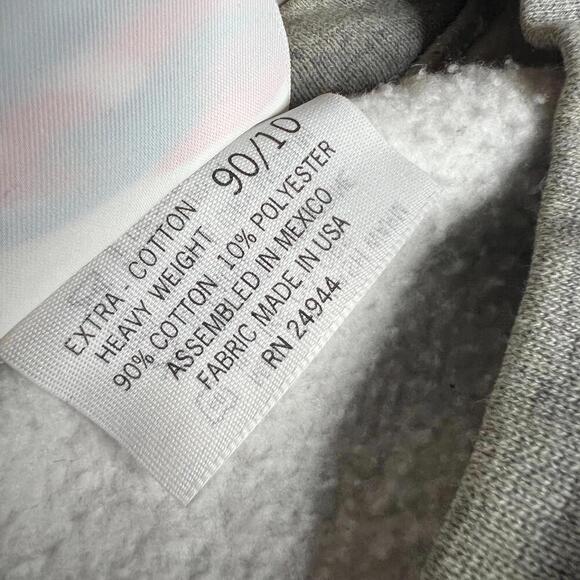 90/10
EXTRA - COTTON
HEAVY WEIGHT
90% COTTON 10% POLYESTER
ASSEMBLED IN MEXICO
FABRIC MADE IN USA
RN 24944